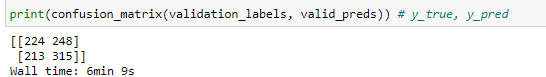 print(confusion_matrix(validation_labels, valid_preds)) # y_true, y_pred
[[224 248]
 [213 315]]
Wall time: 6min 9s